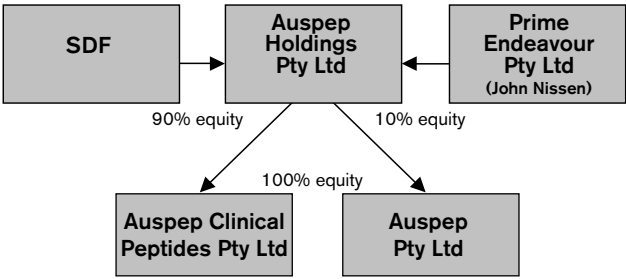 SDF
Auspep
Holdings
Pty Ltd
Prime
Endeavour
Pty Ltd
(John Nissen)
90% equity
10% equity
100% equity
Auspep Clinical
Peptides Pty Ltd
Auspep
Pty Ltd